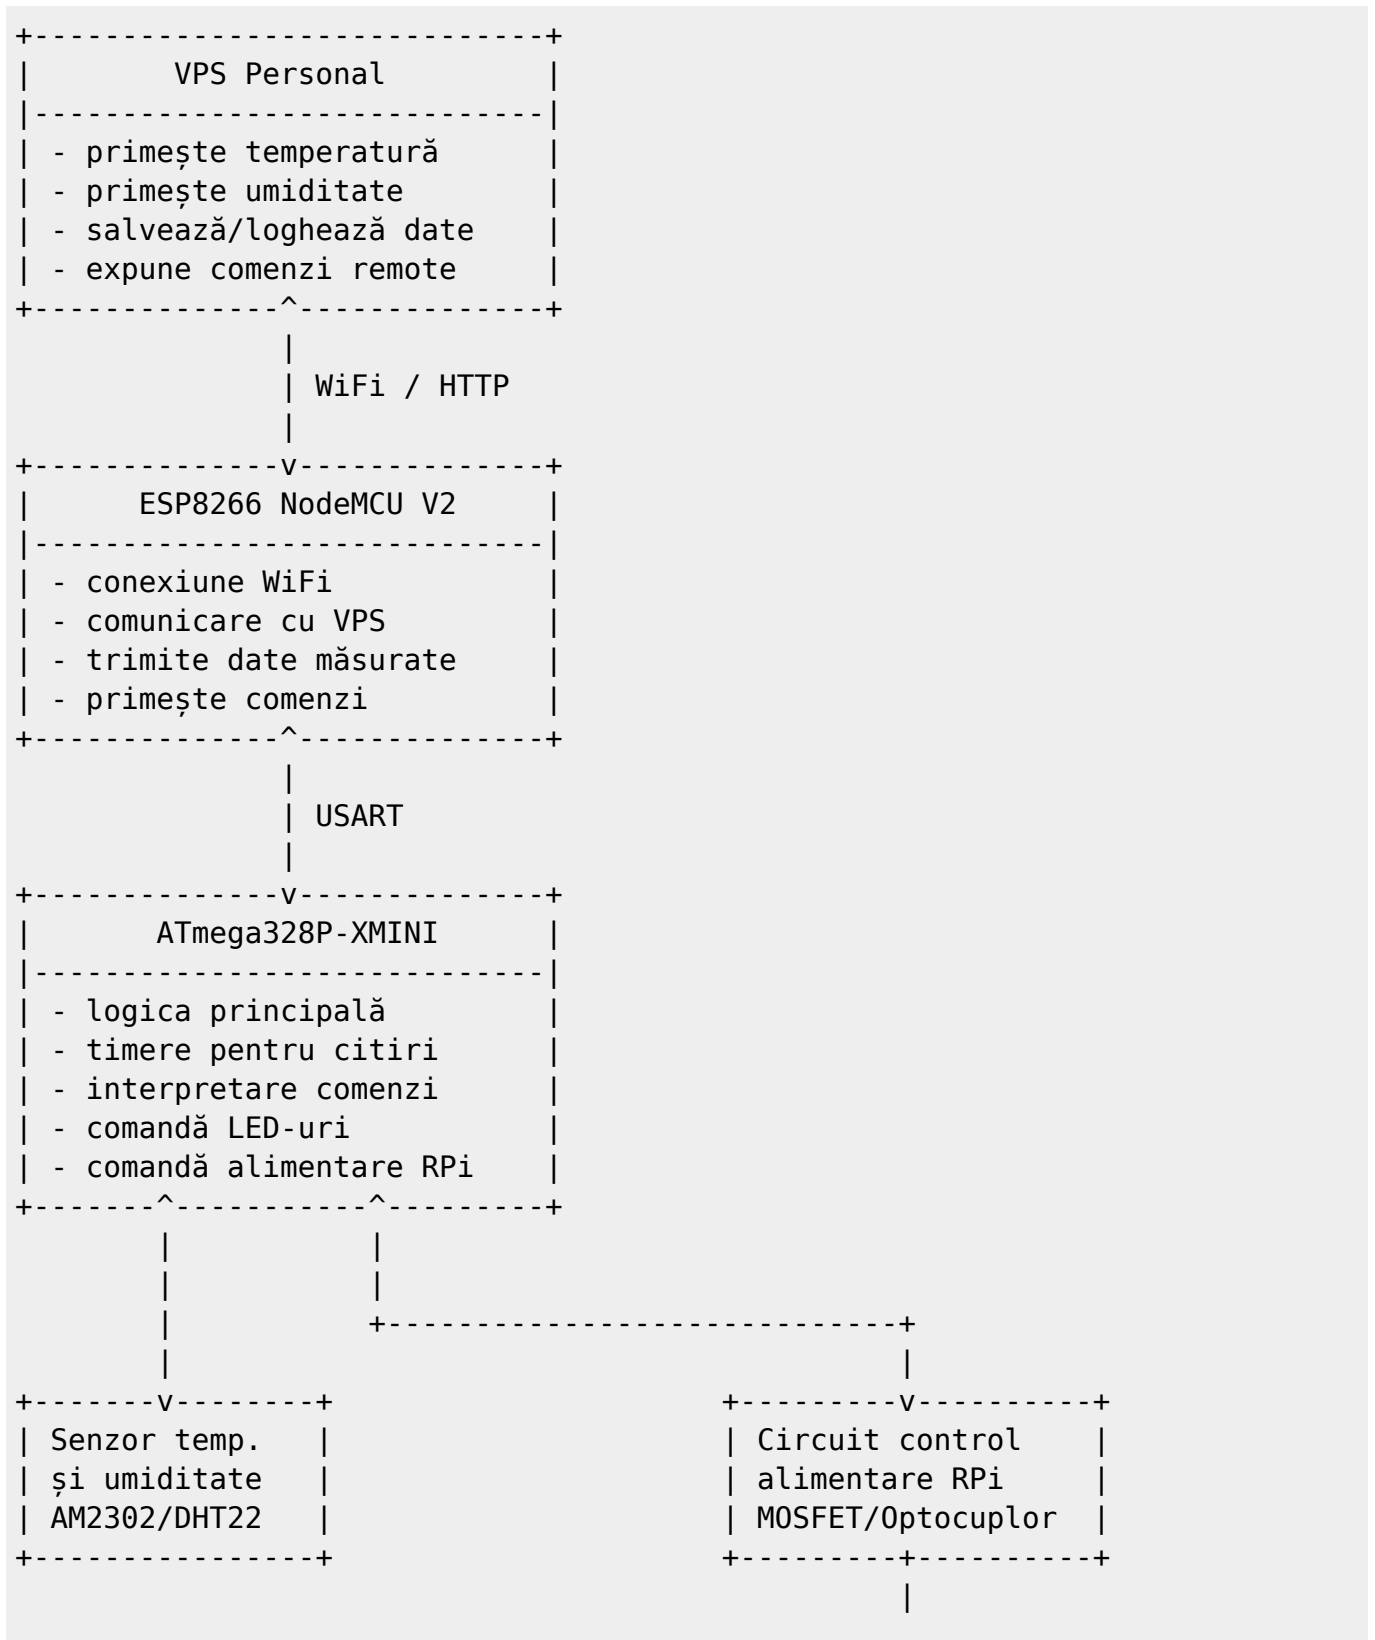 +-----------------------------+
|        VPS Personal         |
|-----------------------------|
| - primește temperatură      |
| - primește umiditate        |
| - salvează/loghează date    |
| - expune comenzi remote     |
+--------------^--------------+
               |
               | WiFi / HTTP
               |
+--------------v--------------+
|      ESP8266 NodeMCU V2     |
|-----------------------------|
| - conexiune WiFi            |
| - comunicare cu VPS         |
| - trimite date măsurate     |
| - primește comenzi          |
+--------------^--------------+
               |
               | USART
               |
+--------------v--------------+
|       ATmega328P-XMINI      |
|-----------------------------|
| - logica principală         |
| - timere pentru citiri      |
| - interpretare comenzi      |
| - comandă LED-uri           |
| - comandă alimentare RPi    |
+-------^-----------^---------+
        |           |
        |           |
        |           +-----------------------------+
        |                                         |
+-------v--------+                      +---------v----------+
| Senzor temp.   |                      | Circuit control    |
| și umiditate   |                      | alimentare RPi     |
| AM2302/DHT22   |                      | MOSFET/Optocuplor  |
+----------------+                      +---------+----------+
                                                  |